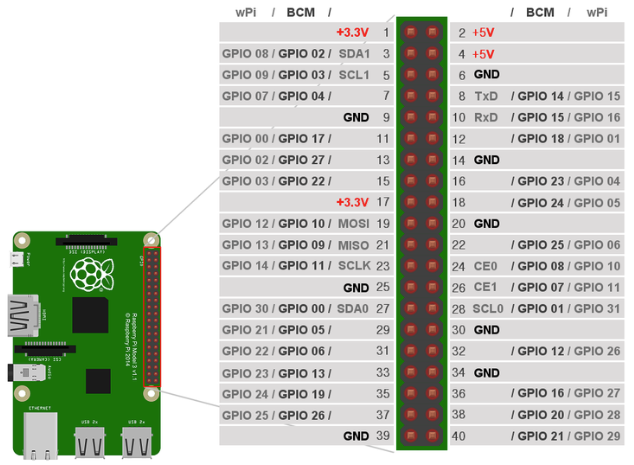 wPi / BCM / / BCM / wPi
+3.3V 1 2 +5V
GPIO 08 / GPIO 02 / SDA1 3 4 +5V
GPIO 09 / GPIO 03 / SCL1 5 6 GND
GPIO 07 / GPIO 04 / 7 8 TxD / GPIO 14 / GPIO 15
GND 9 10 RxD / GPIO 15 / GPIO 16
GPIO 00 / GPIO 17 / 11 12 / GPIO 18 / GPIO 01
GPIO 02 / GPIO 27 / 13 14 GND
GPIO 03 / GPIO 22 / 15 16 / GPIO 23 / GPIO 04
+3.3V 17 18 / GPIO 24 / GPIO 05
GPIO 12 / GPIO 10 / MOSI 19 20 GND
GPIO 13 / GPIO 09 / MISO 21 22 / GPIO 25 / GPIO 06
GPIO 14 / GPIO 11 / SCLK 23 24 CE0 / GPIO 08 / GPIO 10
GND 25 26 CE1 / GPIO 07 / GPIO 11
GPIO 30 / GPIO 00 / SDA0 27 28 SCL0 / GPIO 01 / GPIO 31
GPIO 21 / GPIO 05 / 29 30 GND
GPIO 22 / GPIO 06 / 31 32 / GPIO 12 / GPIO 26
GPIO 23 / GPIO 13 / 33 34 GND
GPIO 24 / GPIO 19 / 35 36 / GPIO 16 / GPIO 27
GPIO 25 / GPIO 26 / 37 38 / GPIO 20 / GPIO 28
GND 39 40 / GPIO 21 / GPIO 29
DSI (DISPLAY)
GPIO
Power
HDMI
Raspberry Pi Model 3 v1.1
© Raspberry Pi 2014
CSI (CAMERA)
Audio
ETHERNET
USB 2x
USB 2x